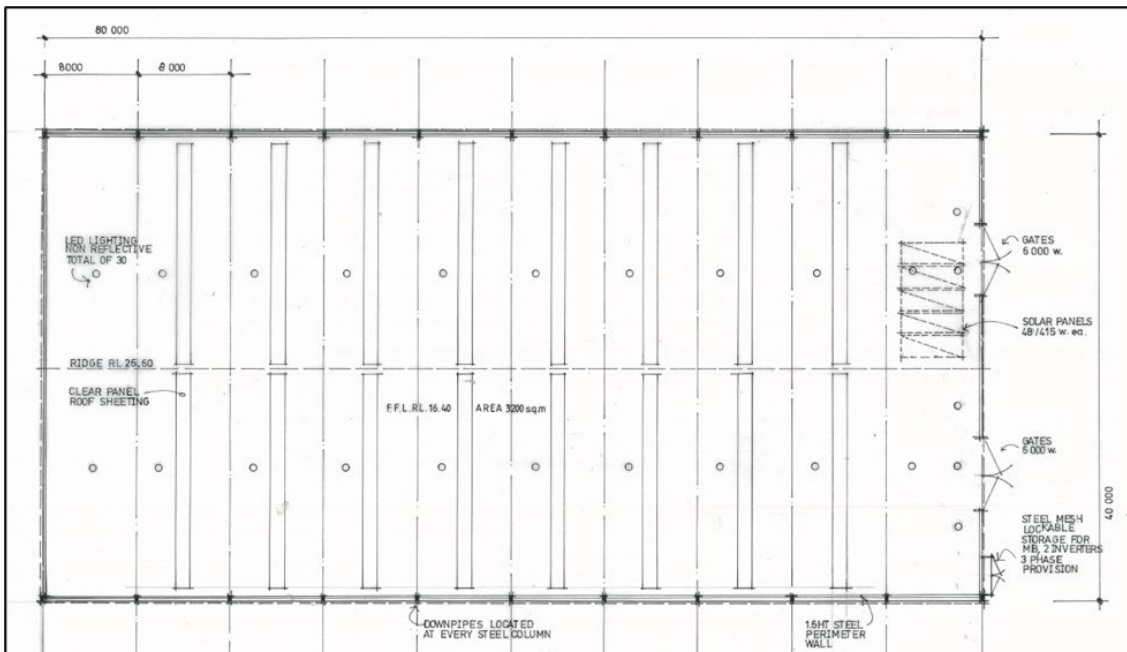 80 000
8000
8 000
LED LIGHTING
NON REFLECTIVE
TOTAL OF 30
GATES
6 000 w.
SOLAR PANELS
48/415 w. ea.
RIDGE RL.26.60
CLEAR PANEL
ROOF SHEETING
F.F.L.RL.16.40 AREA 3200 sq.m
GATES
6 000 w.
40 000
STEEL MESH
LOCKABLE
STORAGE FOR
MB, 2 INVERTERS
3 PHASE
PROVISION
DOWNPIPES LOCATED
AT EVERY STEEL COLUMN
1.6HT STEEL
PERIMETER
WALL